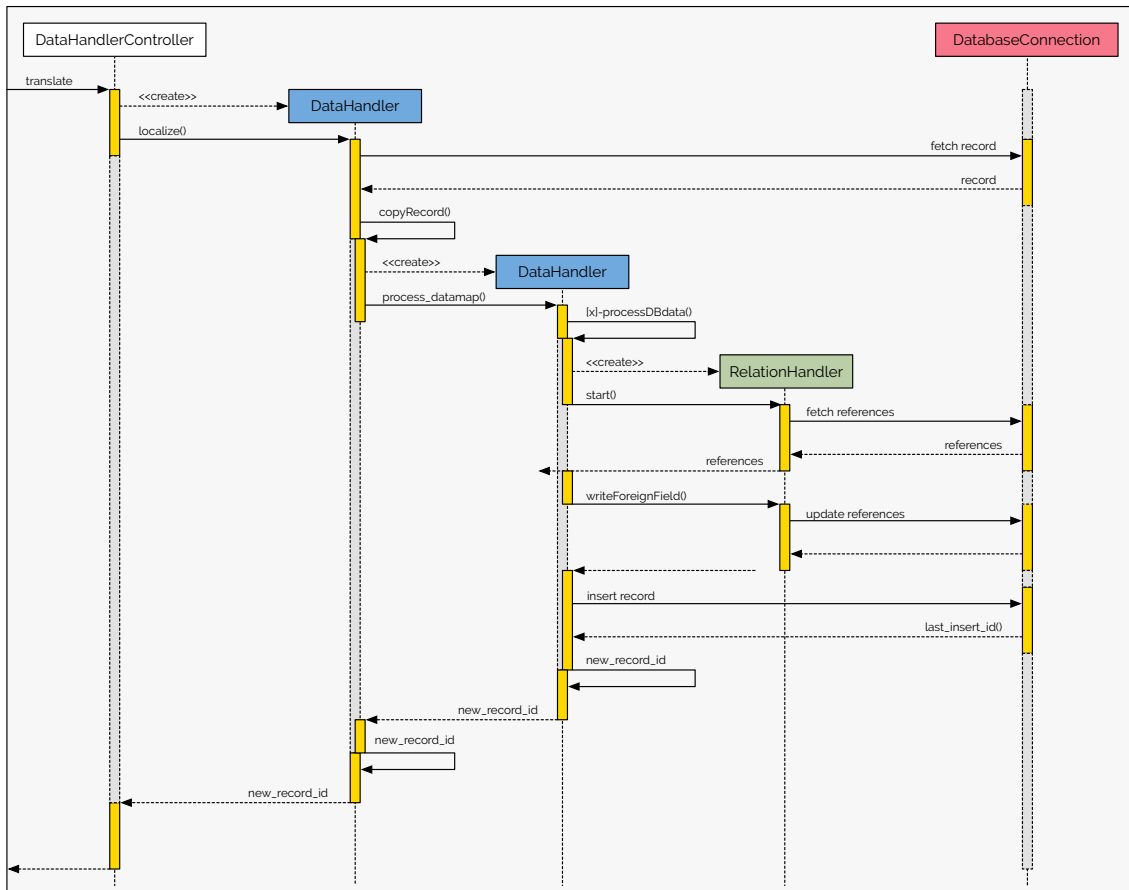 DataHandlerController
DatabaseConnection
translate
<<create>>
DataHandler
localize()
fetch record
record
copyRecord()
<<create>>
DataHandler
process_datamap()
[x]-processDBdata()
<<create>>
RelationHandler
start()
fetch references
references
references
writeForeignField()
update references
insert record
last_insert_id()
new_record_id
new_record_id
new_record_id
new_record_id